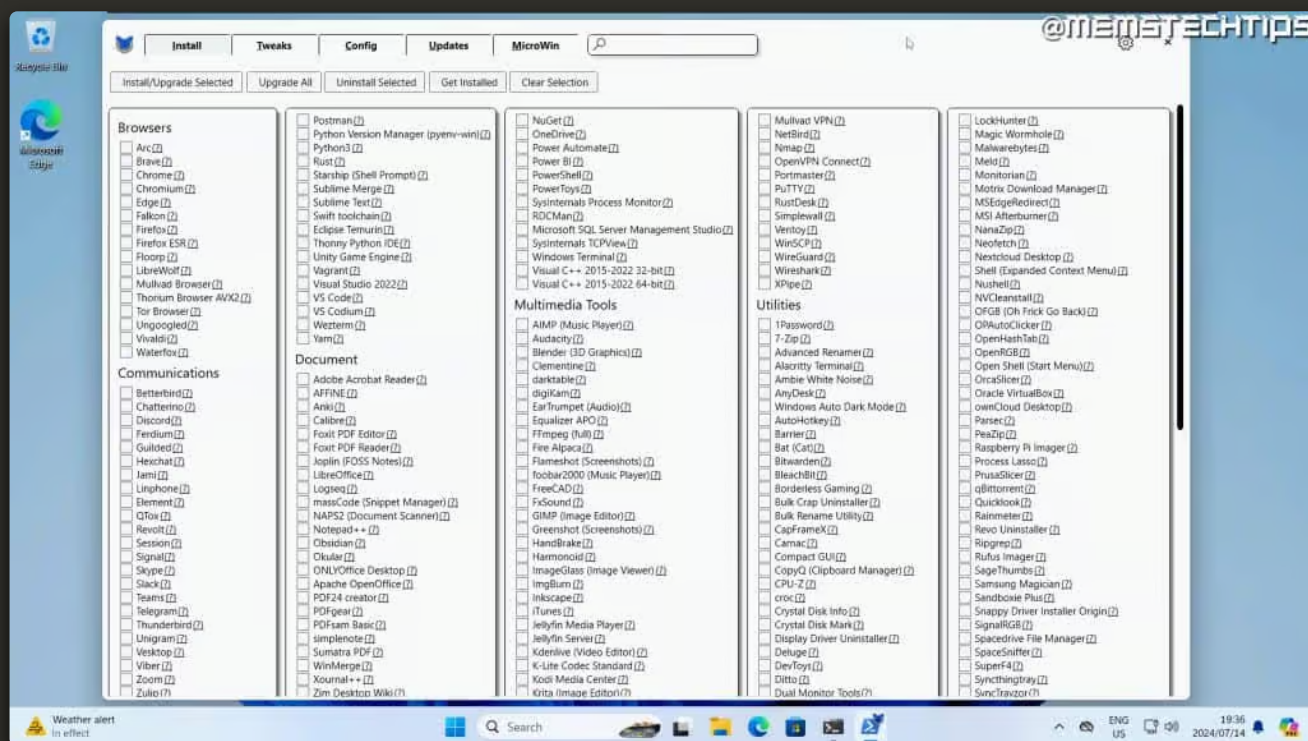 @MEMSTECHTIPS
Recycle Bin
Microsoft Edge
Install
Tweaks
Config
Updates
MicroWin
Install/Upgrade Selected
Upgrade All
Uninstall Selected
Get Installed
Clear Selection
Browsers
Arc[?]
Brave[?]
Chrome[?]
Chromium[?]
Edge[?]
Falkon[?]
Firefox[?]
Firefox ESR[?]
Floorp[?]
LibreWolf[?]
Mullvad Browser[?]
Thorium Browser AVX2[?]
Tor Browser[?]
Ungoogled[?]
Vivaldi[?]
Waterfox[?]
Communications
Betterbird[?]
Chatterino[?]
Discord[?]
Ferdium[?]
Guilded[?]
Hexchat[?]
Jami[?]
Linphone[?]
Element[?]
QTox[?]
Revolt[?]
Session[?]
Signal[?]
Skype[?]
Slack[?]
Teams[?]
Telegram[?]
Thunderbird[?]
Unigram[?]
Vesktop[?]
Viber[?]
Zoom[?]
Zulip[?]
Postman[?]
Python Version Manager (pyenv-win)[?]
Python3[?]
Rust[?]
Starship (Shell Prompt)[?]
Sublime Merge[?]
Sublime Text[?]
Swift toolchain[?]
Eclipse Temurin[?]
Thonny Python IDE[?]
Unity Game Engine[?]
Vagrant[?]
Visual Studio 2022[?]
VS Code[?]
VS Codium[?]
Wezterm[?]
Yarn[?]
Document
Adobe Acrobat Reader[?]
AFFiNE[?]
Anki[?]
Calibre[?]
Foxit PDF Editor[?]
Foxit PDF Reader[?]
Joplin (FOSS Notes)[?]
LibreOffice[?]
Logseq[?]
massCode (Snippet Manager)[?]
NAPS2 (Document Scanner)[?]
Notepad++[?]
Obsidian[?]
Okular[?]
ONLYOffice Desktop[?]
Apache OpenOffice[?]
PDF24 creator[?]
PDFgear[?]
PDFsam Basic[?]
simplenote[?]
Sumatra PDF[?]
WinMerge[?]
Xournal++[?]
Zim Desktop Wiki[?]
NuGet[?]
OneDrive[?]
Power Automate[?]
Power BI[?]
PowerShell[?]
PowerToys[?]
SysInternals Process Monitor[?]
RDCMan[?]
Microsoft SQL Server Management Studio[?]
SysInternals TCPView[?]
Windows Terminal[?]
Visual C++ 2015-2022 32-bit[?]
Visual C++ 2015-2022 64-bit[?]
Multimedia Tools
AIMP (Music Player)[?]
Audacity[?]
Blender (3D Graphics)[?]
Clementine[?]
darktable[?]
digiKam[?]
EarTrumpet (Audio)[?]
Equalizer APO[?]
FFmpeg (full)[?]
Fire Alpaca[?]
Flameshot (Screenshots)[?]
foobar2000 (Music Player)[?]
FreeCAD[?]
FxSound[?]
GIMP (Image Editor)[?]
Greenshot (Screenshots)[?]
HandBrake[?]
Harmonoid[?]
ImageGlass (Image Viewer)[?]
ImgBurn[?]
Inkscape[?]
iTunes[?]
Jellyfin Media Player[?]
Jellyfin Server[?]
Kdenlive (Video Editor)[?]
K-Lite Codec Standard[?]
Kodi Media Center[?]
Krita (Image Editor)[?]
Mullvad VPN[?]
NetBird[?]
Nmap[?]
OpenVPN Connect[?]
Portmaster[?]
PuTTY[?]
RustDesk[?]
Simplewall[?]
Ventoy[?]
WinSCP[?]
WireGuard[?]
Wireshark[?]
XPipe[?]
Utilities
1Password[?]
7-Zip[?]
Advanced Renamer[?]
Alacritty Terminal[?]
Ambie White Noise[?]
AnyDesk[?]
Windows Auto Dark Mode[?]
AutoHotkey[?]
Barrier[?]
Bat (Cat)[?]
Bitwarden[?]
BleachBit[?]
Borderless Gaming[?]
Bulk Crap Uninstaller[?]
Bulk Rename Utility[?]
CapFrameX[?]
Carnac[?]
Compact GUI[?]
CopyQ (Clipboard Manager)[?]
CPU-Z[?]
croc[?]
Crystal Disk Info[?]
Crystal Disk Mark[?]
Display Driver Uninstaller[?]
Deluge[?]
DevToys[?]
Ditto[?]
Dual Monitor Tools[?]
LockHunter[?]
Magic Wormhole[?]
Malwarebytes[?]
Meld[?]
Monitorian[?]
Motrix Download Manager[?]
MSEdgeRedirect[?]
MSI Afterburner[?]
NanaZip[?]
Neofetch[?]
Nextcloud Desktop[?]
Shell (Expanded Context Menu)[?]
Nushell[?]
NVCleanstall[?]
OFGB (Oh Frick Go Back)[?]
OPAutoClicker[?]
OpenHashTab[?]
OpenRGB[?]
Open Shell (Start Menu)[?]
OrcaSlicer[?]
Oracle VirtualBox[?]
ownCloud Desktop[?]
Parsec[?]
PeaZip[?]
Raspberry Pi Imager[?]
Process Lasso[?]
PrusaSlicer[?]
qBittorrent[?]
Quicklook[?]
Rainmeter[?]
Revo Uninstaller[?]
Ripgrep[?]
Rufus Imager[?]
SageThumbs[?]
Samsung Magician[?]
Sandboxie Plus[?]
Snappy Driver Installer Origin[?]
SignalRGB[?]
Spacedrive File Manager[?]
SpaceSniffer[?]
SuperF4[?]
Syncthingtray[?]
SyncTrayzor[?]
Weather alert
In effect
Search
ENG
US
19:36
2024/07/14